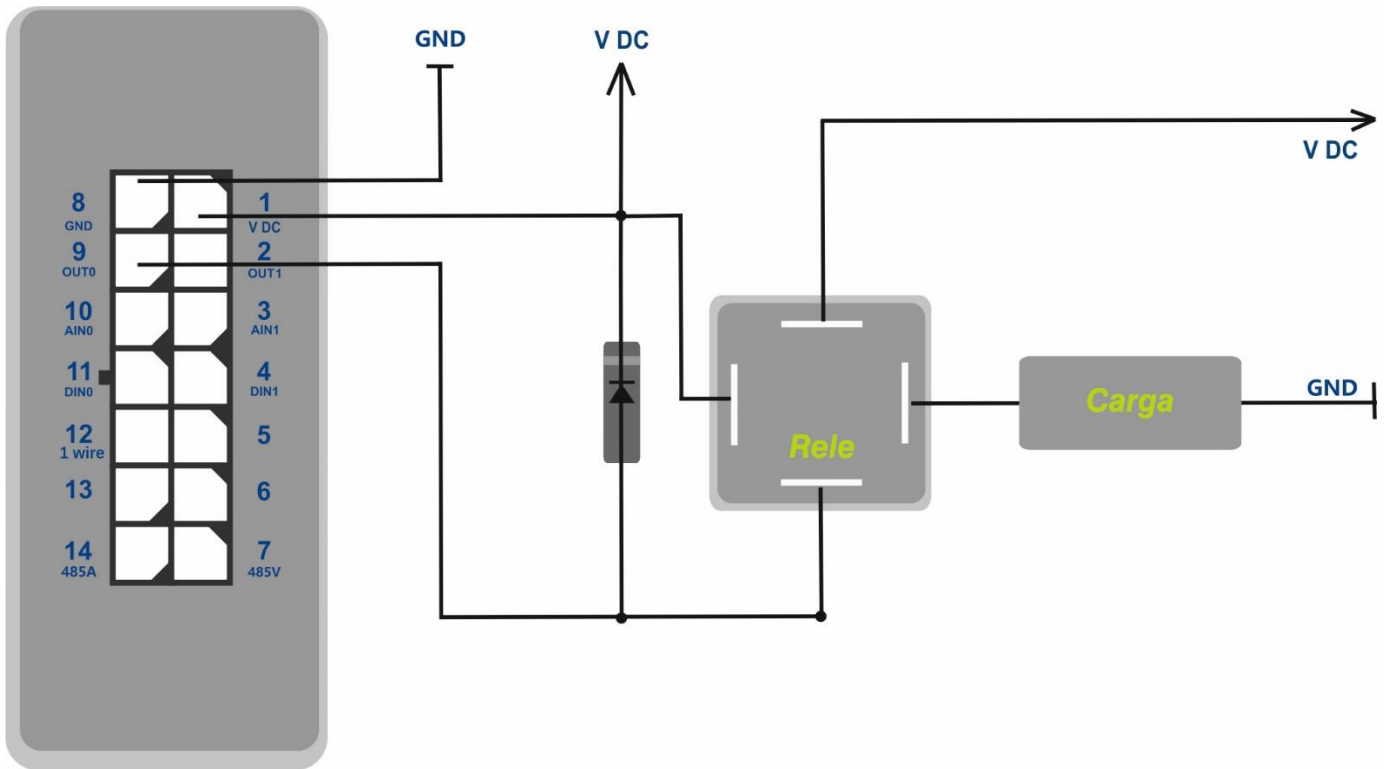 GND
V DC
V DC
8
GND
1
V DC
9
OUT0
2
OUT1
10
AIN0
3
AIN1
11
DIN0
4
DIN1
12
1 wire
5
13
6
14
485A
7
485V
Rele
Carga
GND